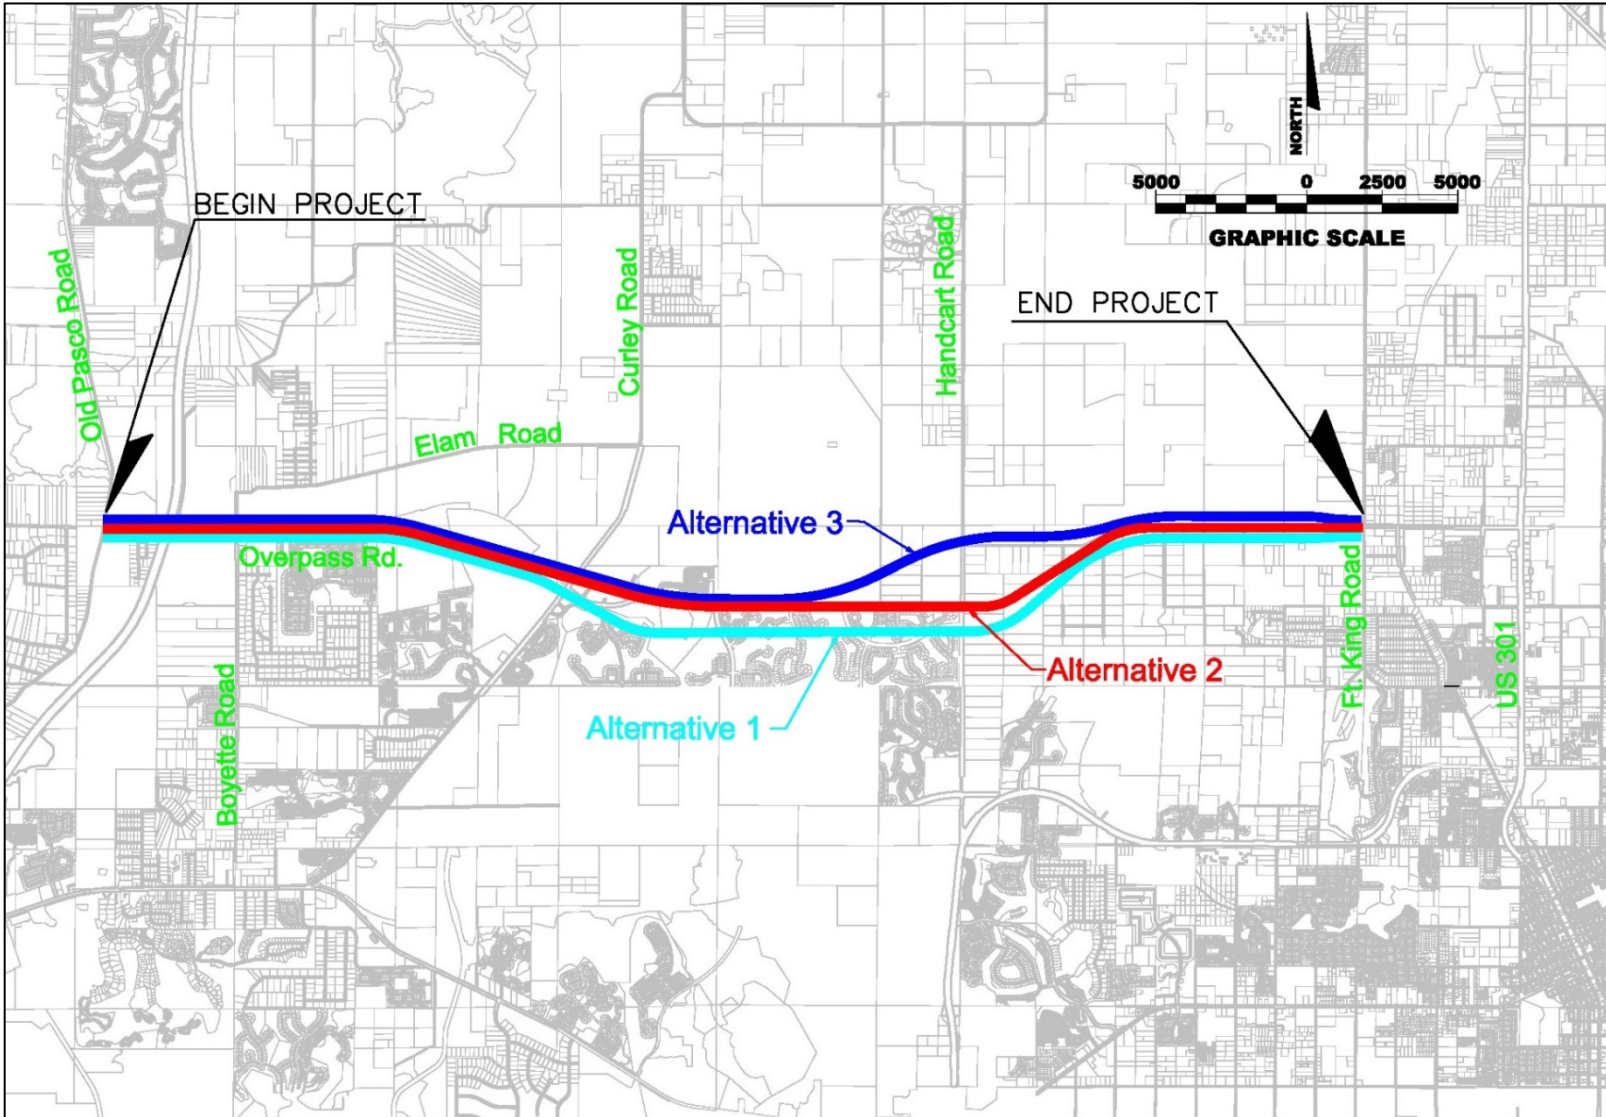 NORTH
5000 0 2500 5000
GRAPHIC SCALE
BEGIN PROJECT
Old Pasco Road
Curley Road
Handcart Road
END PROJECT
Elam Road
Alternative 3
Overpass Rd.
Ft. King Road
US 301
Alternative 2
Boyette Road
Alternative 1